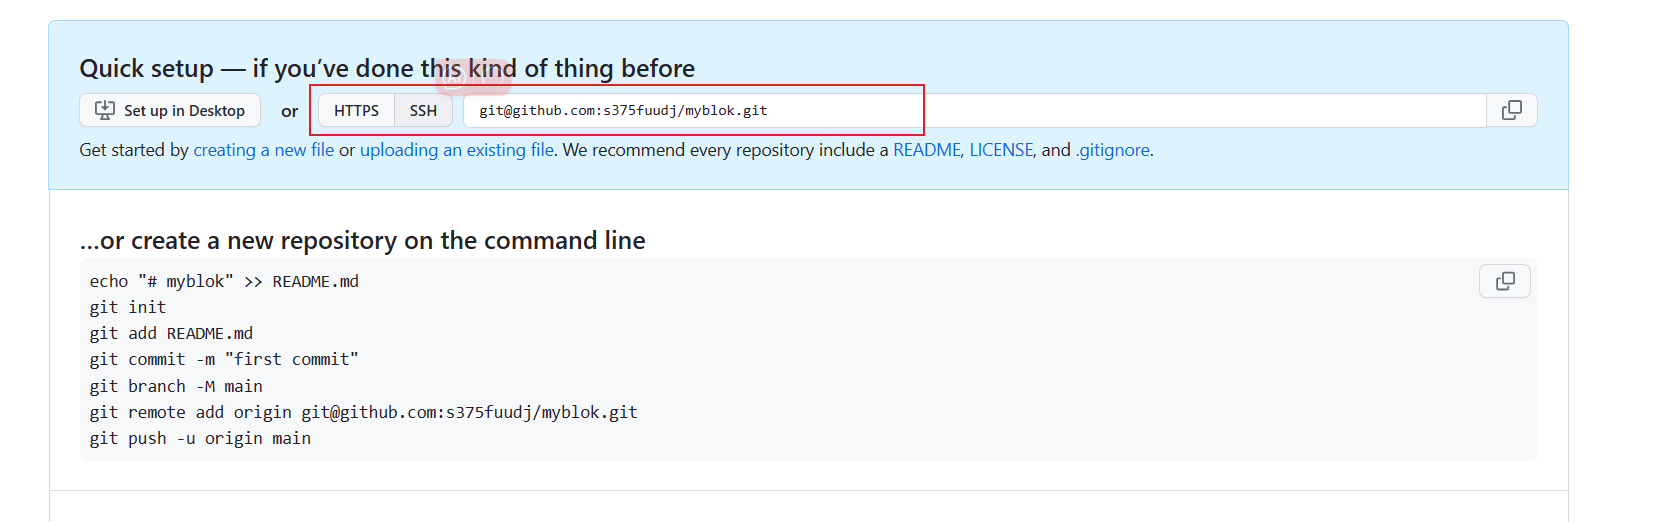 Quick setup — if you’ve done this kind of thing before
Set up in Desktop or HTTPS SSH git@github.com:s375fuudj/myblok.git
Get started by creating a new file or uploading an existing file. We recommend every repository include a README, LICENSE, and .gitignore.
…or create a new repository on the command line
echo "# myblok" >> README.md
git init
git add README.md
git commit -m "first commit"
git branch -M main
git remote add origin git@github.com:s375fuudj/myblok.git
git push -u origin main